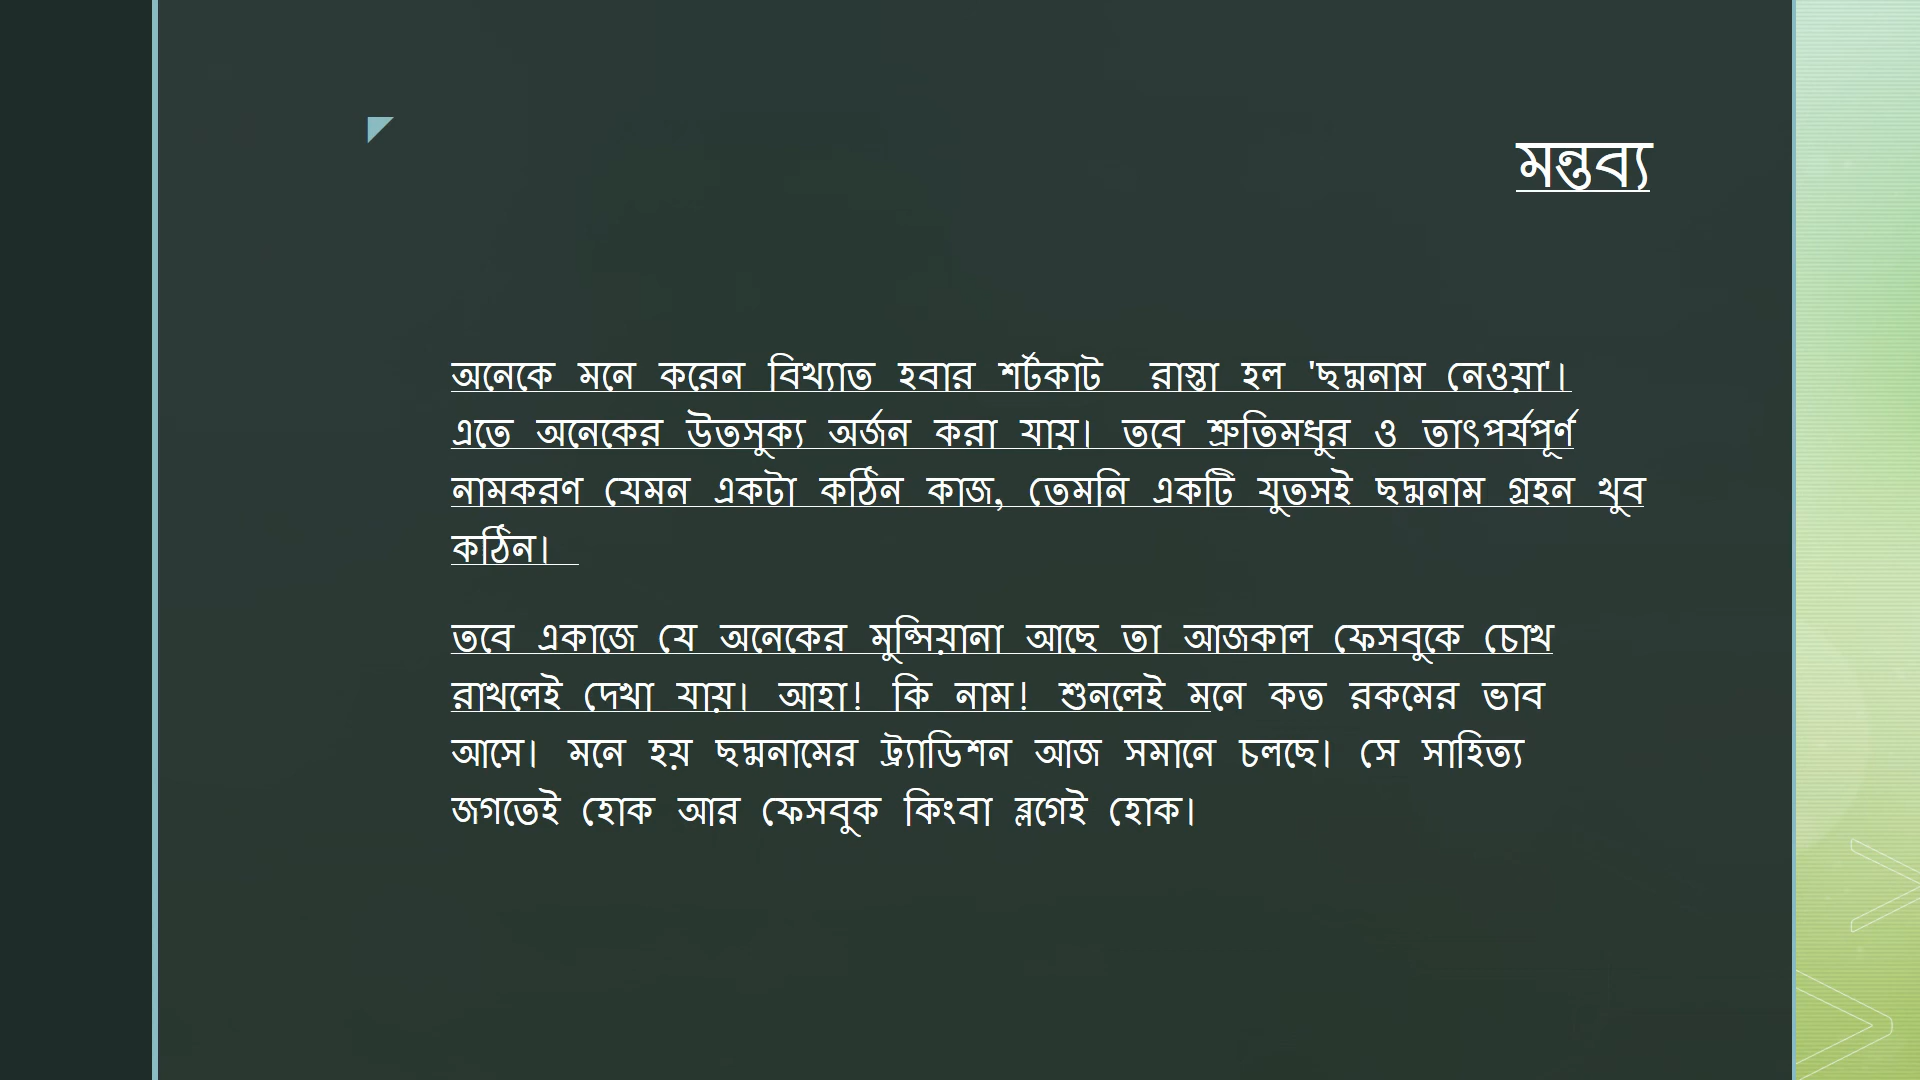 মন্তব্য
অনেকে মনে করেন বিখ্যাত হবার শর্টকাট রাস্তা হল 'ছদ্মনাম নেওয়া'।
এতে অনেকের উতসুক্য অর্জন করা যায়। তবে শ্রুতিমধুর ও তাৎপর্যপূর্ণ
নামকরণ যেমন একটা কঠিন কাজ, তেমনি একটি যুতসই ছদ্মনাম গ্রহন খুব
কঠিন।
তবে একাজে যে অনেকের মুন্সিয়ানা আছে তা আজকাল ফেসবুকে চোখ
রাখলেই দেখা যায়। আহা! কি নাম! শুনলেই মনে কত রকমের ভাব
আসে। মনে হয় ছদ্মনামের ট্র্যাডিশন আজ সমানে চলছে। সে সাহিত্য
জগতেই হোক আর ফেসবুক কিংবা ব্লগেই হোক।